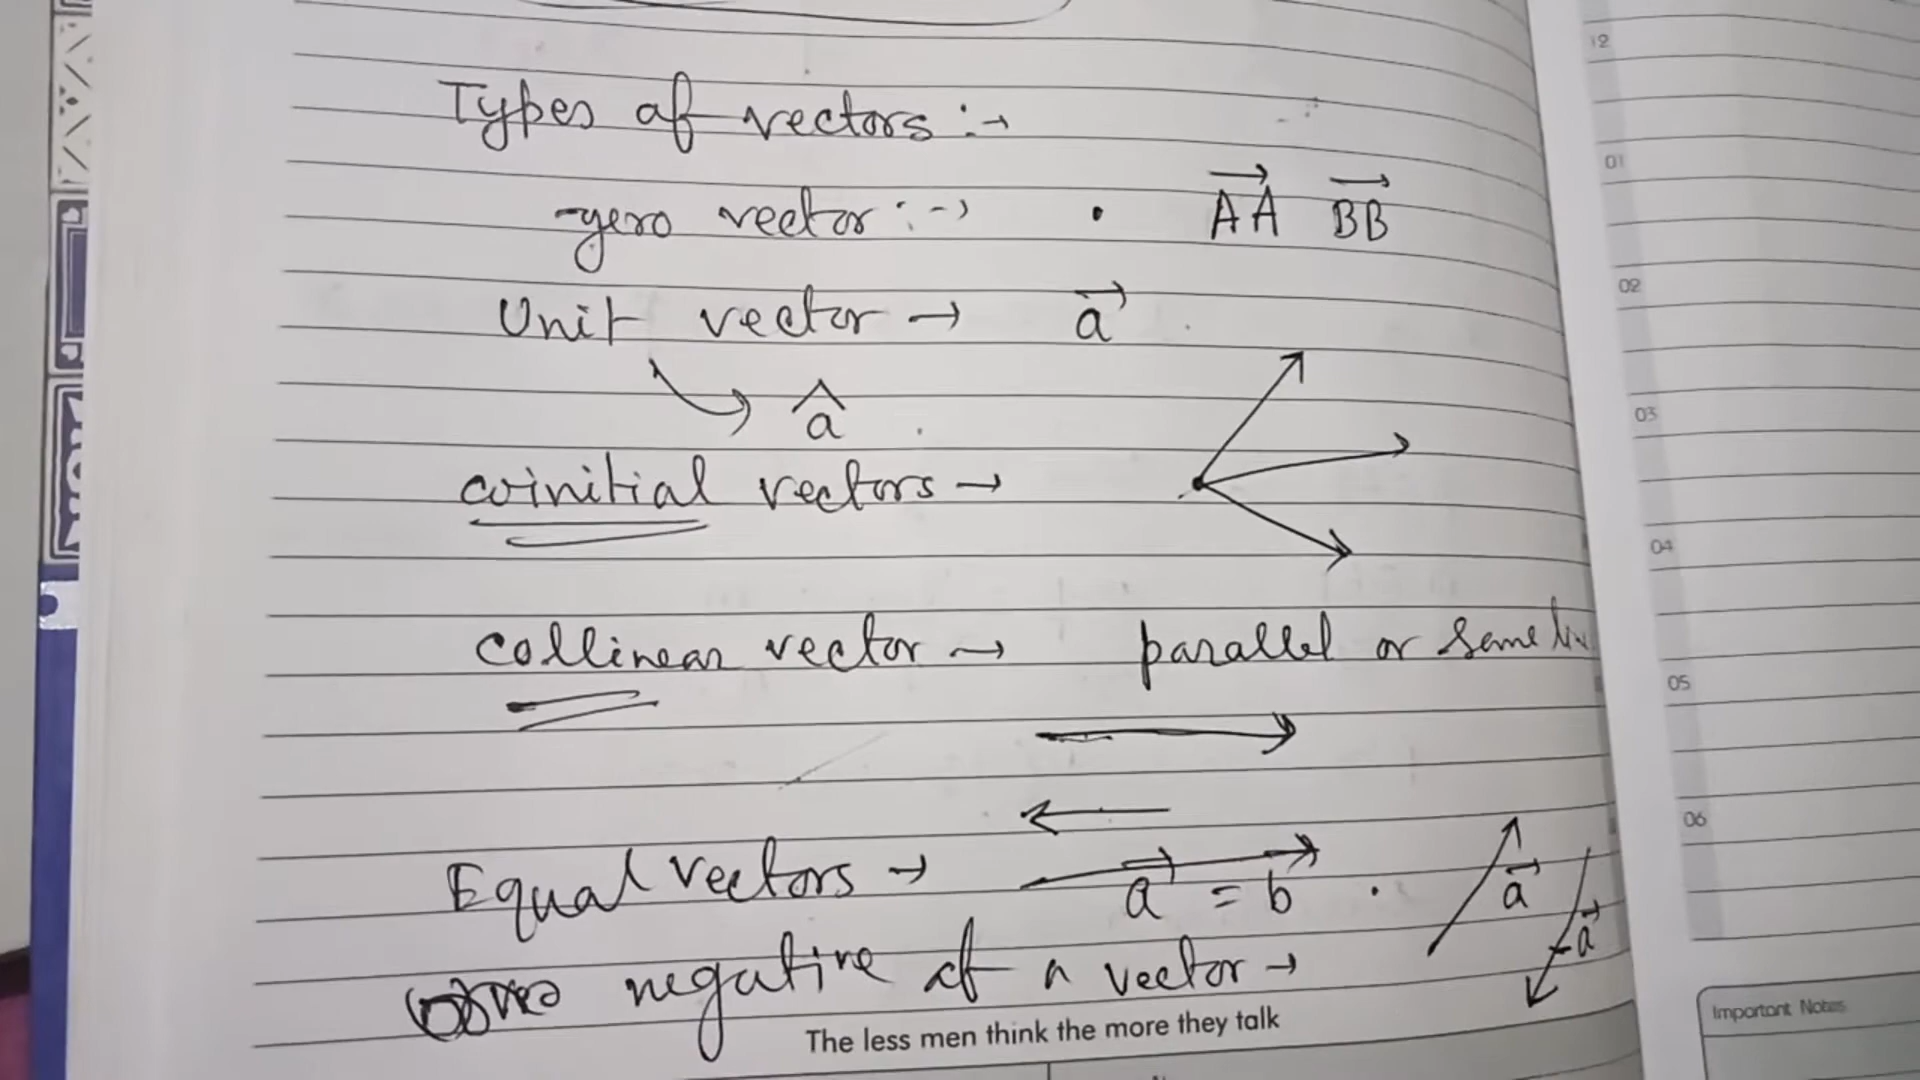 Types of vectors :→
zero vector :→ · AA BB
Unit vector → a
â
coinitial vectors →
collinear vector → parallel or same
Equal vectors → a = b · a
negative of a vector → -a
The less men think the more they talk
12
01
02
03
04
05
06
Important Notes